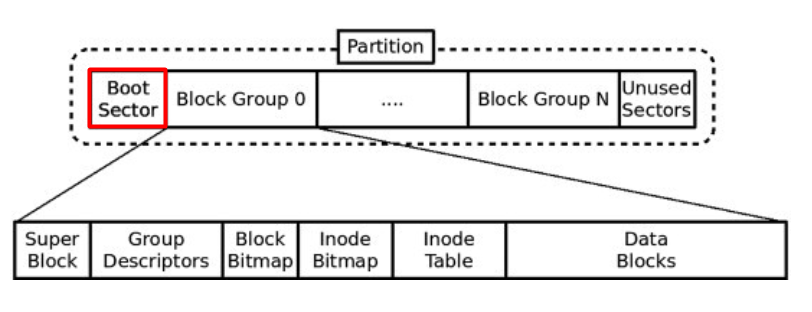 Partition
Boot
Sector
Block Group 0
....
Block Group N
Unused
Sectors
Super
Block
Group
Descriptors
Block
Bitmap
Inode
Bitmap
Inode
Table
Data
Blocks